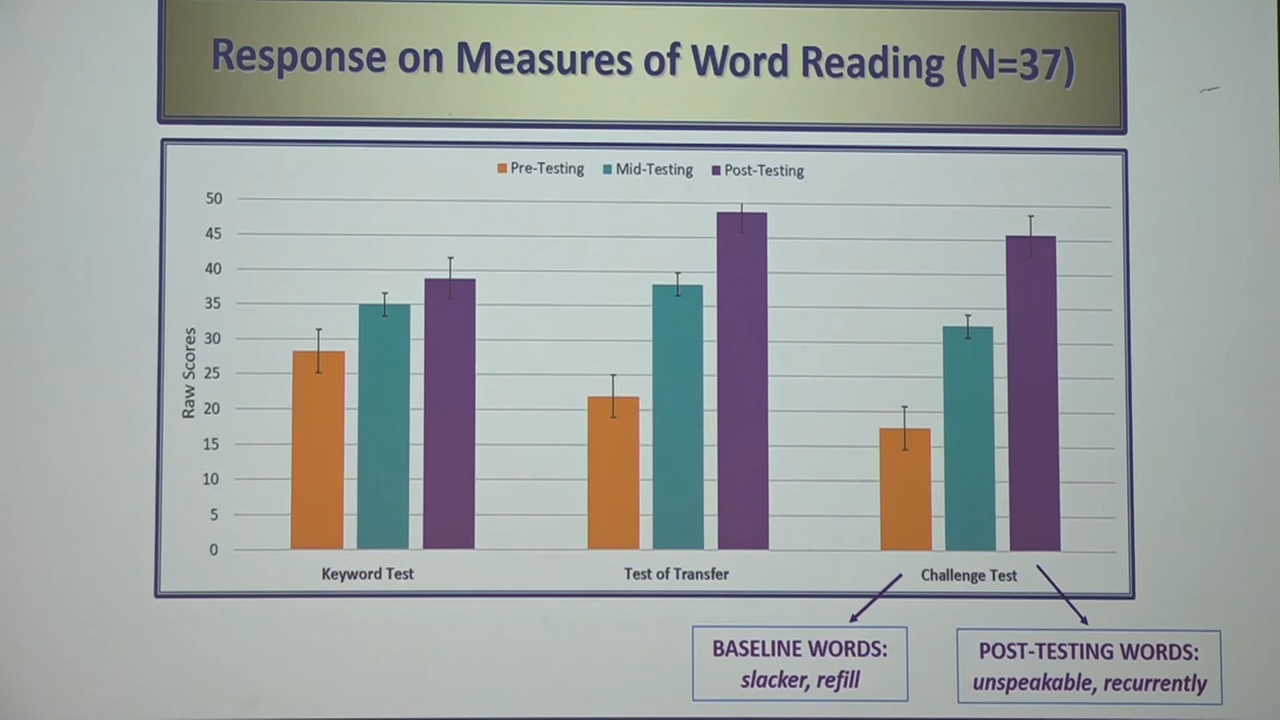 Response on Measures of Word Reading (N=37)
Pre-Testing Mid-Testing Post-Testing
50
45
40
35
30
25
20
15
10
5
0
Raw Scores
Keyword Test Test of Transfer Challenge Test
BASELINE WORDS:
slacker, refill
POST-TESTING WORDS:
unspeakable, recurrently